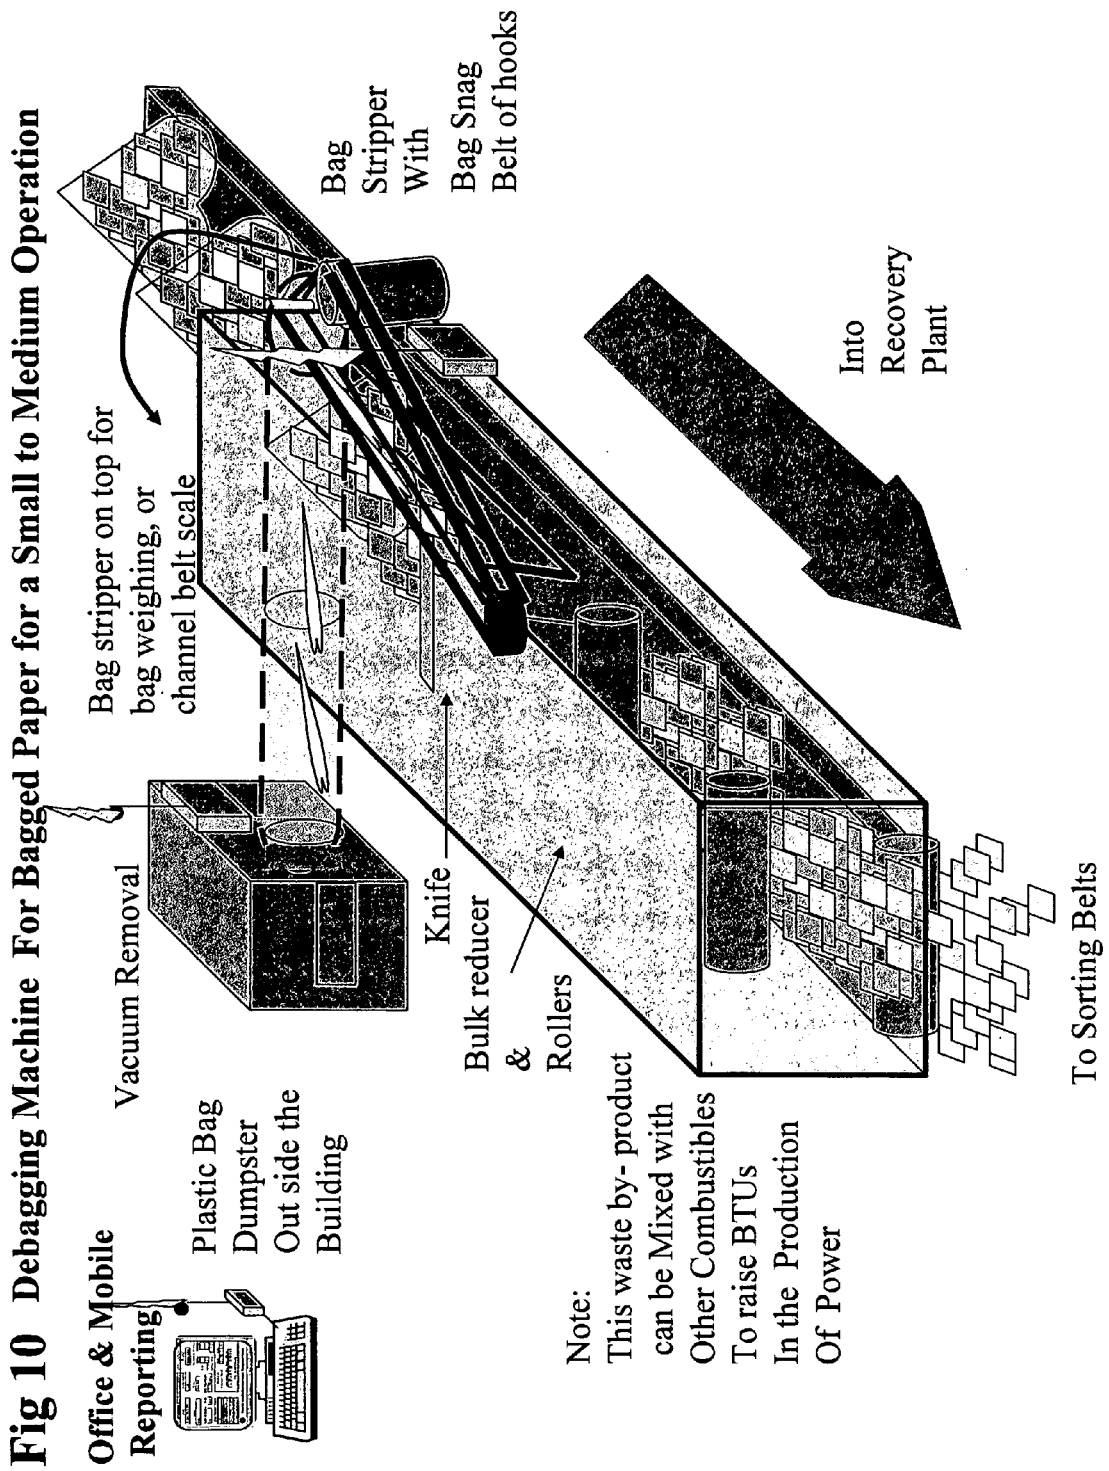 Fig 10 Debagging Machine For Bagged Paper for a Small to Medium Operation
Office & Mobile
Reporting
Plastic Bag
Dumpster
Out side the
Building
Vacuum Removal
Bag stripper on top for
bag weighing, or
channel belt scale
Bag
Stripper
With
Bag Snag
Belt of hooks
Knife
Bulk reducer
&
Rollers
Note:
This waste by- product
can be Mixed with
Other Combustibles
To raise BTUs
In the Production
Of Power
Into
Recovery
Plant
To Sorting Belts